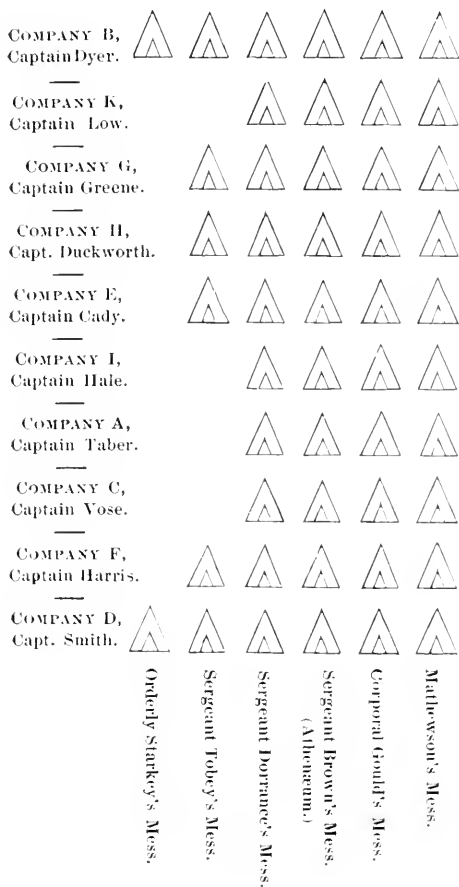 COMPANY B,
Captain Dyer.
COMPANY K,
Captain Low.
COMPANY G,
Captain Greene.
COMPANY H,
Capt. Duckworth.
COMPANY E,
Captain Cady.
COMPANY I,
Captain Hale.
COMPANY A,
Captain Taber.
COMPANY C,
Captain Vose.
COMPANY F,
Captain Harris.
COMPANY D,
Capt. Smith.
Orderly Starkey's Mess.
Sergeant Tobey's Mess.
Sergeant Dorrance's Mess.
Sergeant Brown's Mess.
(Athenæum.)
Corporal Gould's Mess.
Mathewson's Mess.